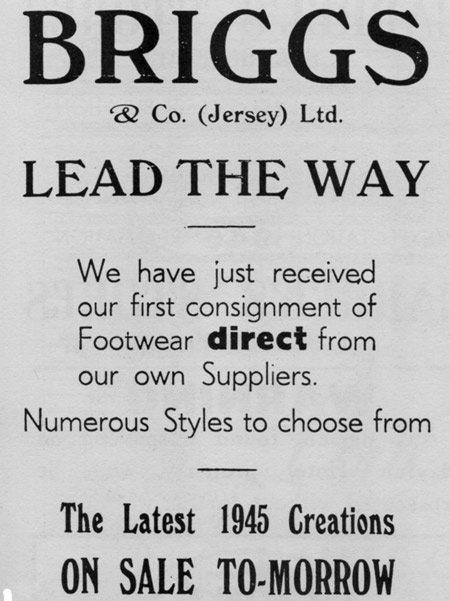 BRIGGS
& Co. (Jersey) Ltd.
LEAD THE WAY
We have just received
our first consignment of
Footwear direct from
our own Suppliers.
Numerous Styles to choose from
The Latest 1945 Creations
ON SALE TO-MORROW